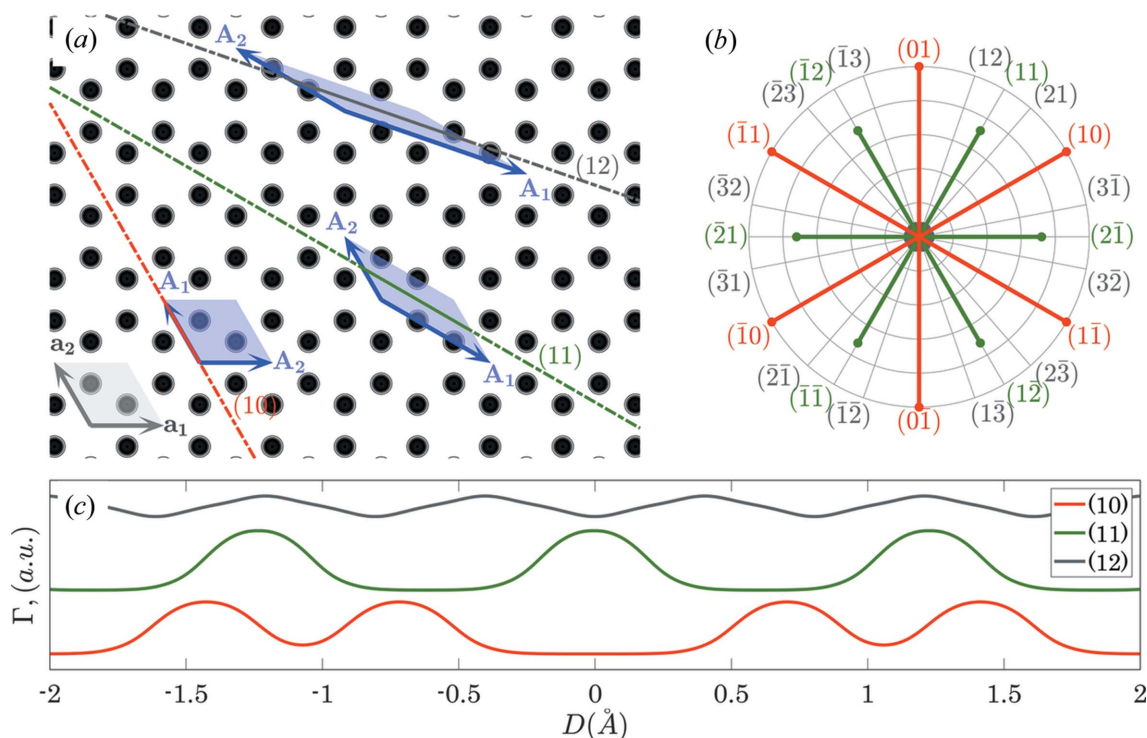 (a)
A₂
(12)
A₁
A₂
(11)
A₁
A₁
A₂
(10)
a₂
a₁
(b)
(01)
(1̄3)
(12)
(1̄2)
(11)
(2̄3)
(21)
(1̄1)
(10)
(3̄2)
(31̄)
(2̄1)
(21̄)
(3̄1)
(32̄)
(1̄0)
(11̄)
(2̄1̄)
(23̄)
(1̄1̄)
(12̄)
(1̄2̄)
(13̄)
(01̄)
(c)
(10)
(11)
(12)
Γ, (a.u.)
-2 -1.5 -1 -0.5 0 0.5 1 1.5 2
D(Å)